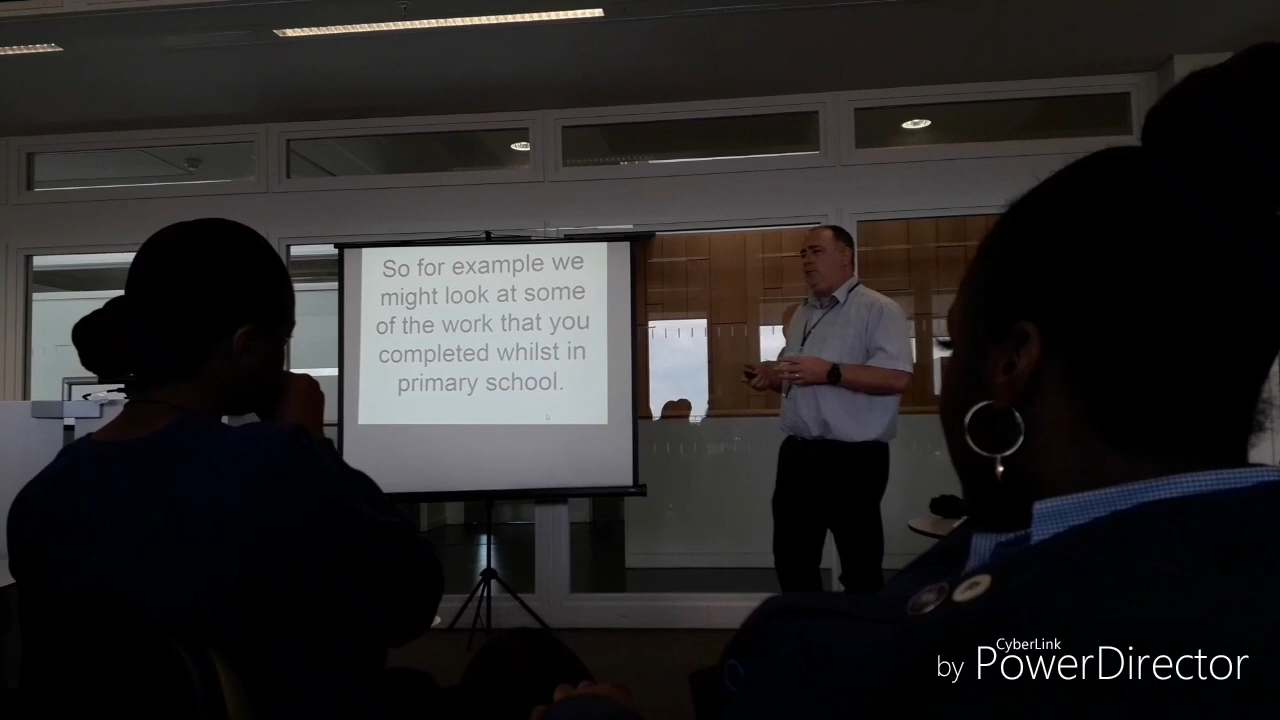 So for example we
might look at some
of the work that you
completed whilst in
primary school.
CyberLink
by PowerDirector